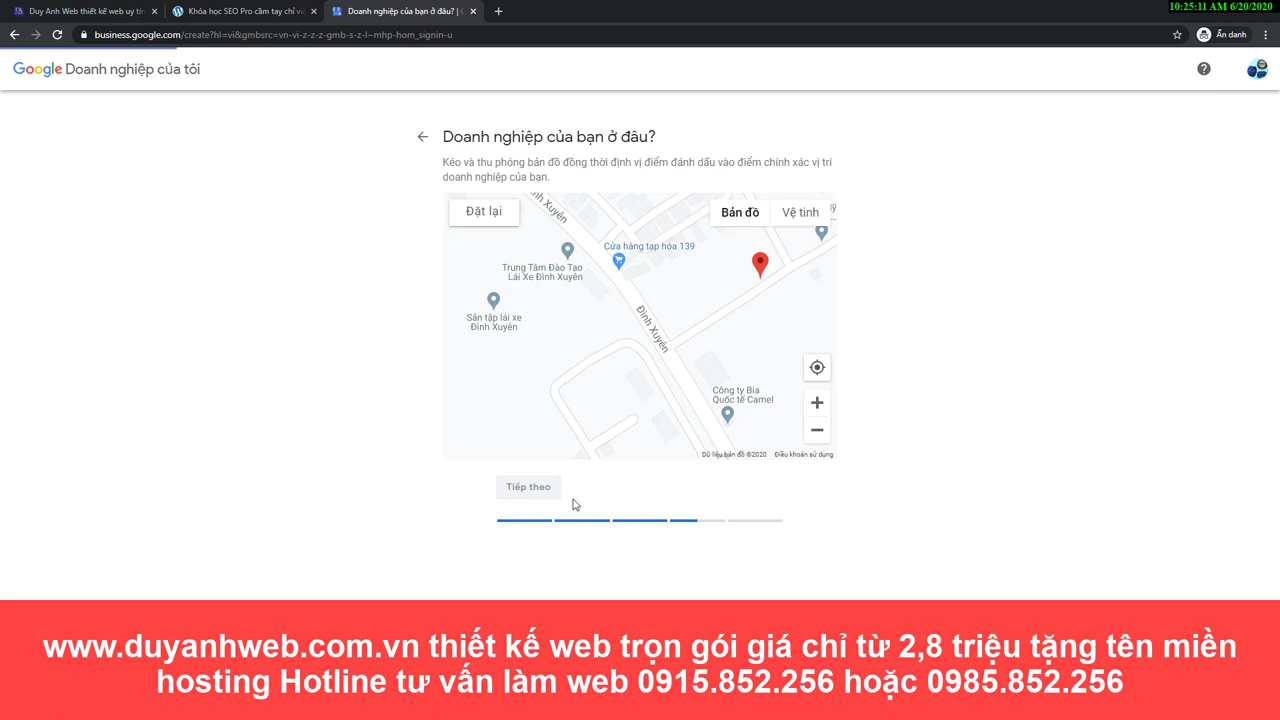 10:25:11 AM 6/20/2020
Duy Anh Web thiết kế web uy tín
Khóa học SEO Pro cầm tay chỉ vi
Doanh nghiệp của bạn ở đâu? | G
business.google.com/create?hl=vi&gmbsrc=vn-vi-z-z-z-gmb-s-z-l~mhp-hom_signin-u
Ẩn danh
Google Doanh nghiệp của tôi
Doanh nghiệp của bạn ở đâu?
Kéo và thu phóng bản đồ đồng thời định vị điểm đánh dấu vào điểm chính xác vị trí
doanh nghiệp của bạn.
Đặt lại
Bản đồ
Vệ tinh
Đình Xuyên
Cửa hàng tạp hóa 139
Trung Tâm Đào Tạo
Lái Xe Đình Xuyên
Sân tập lái xe
Đình Xuyên
Đình Xuyên
Công ty Bia
Quốc tế Camel
Dữ liệu bản đồ ©2020
Điều khoản sử dụng
Tiếp theo
www.duyanhweb.com.vn thiết kế web trọn gói giá chỉ từ 2,8 triệu tặng tên miền
hosting Hotline tư vấn làm web 0915.852.256 hoặc 0985.852.256